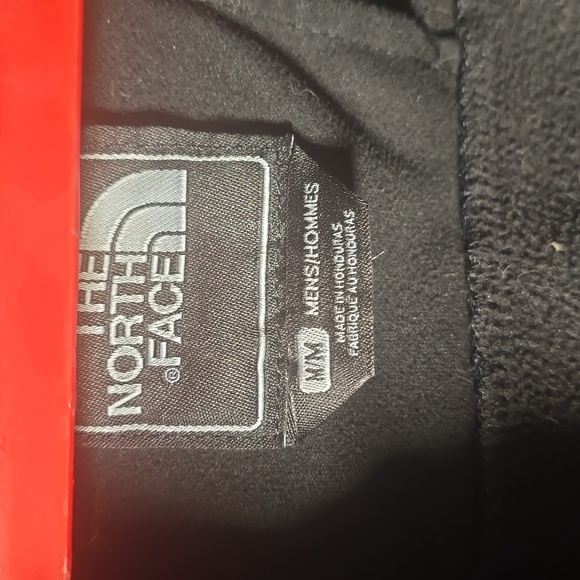 THE
NORTH
FACE®
M/M MENS/HOMMES
MADE IN HONDURAS
FABRIQUE AU HONDURAS